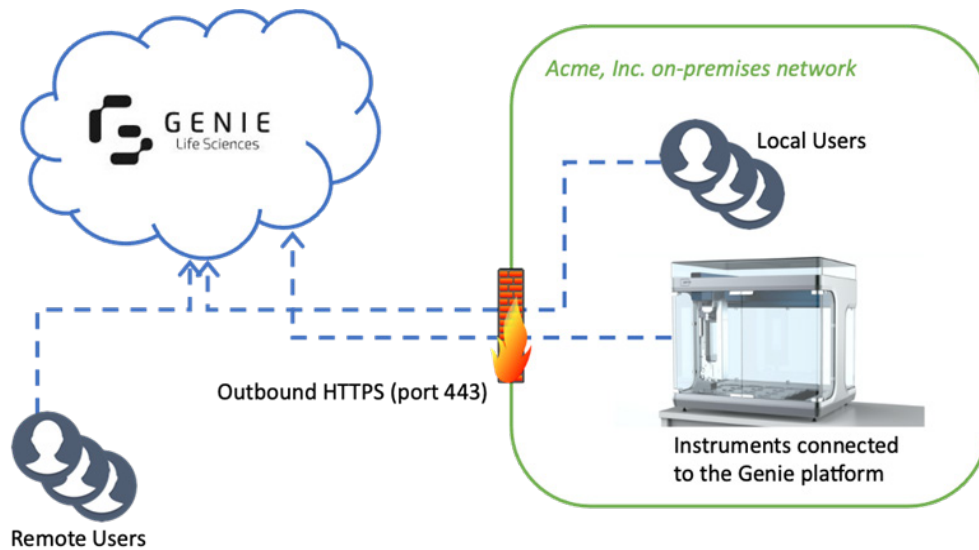 Acme, Inc. on-premises network
GENIE
Life Sciences
Local Users
Outbound HTTPS (port 443)
Instruments connected
to the Genie platform
Remote Users